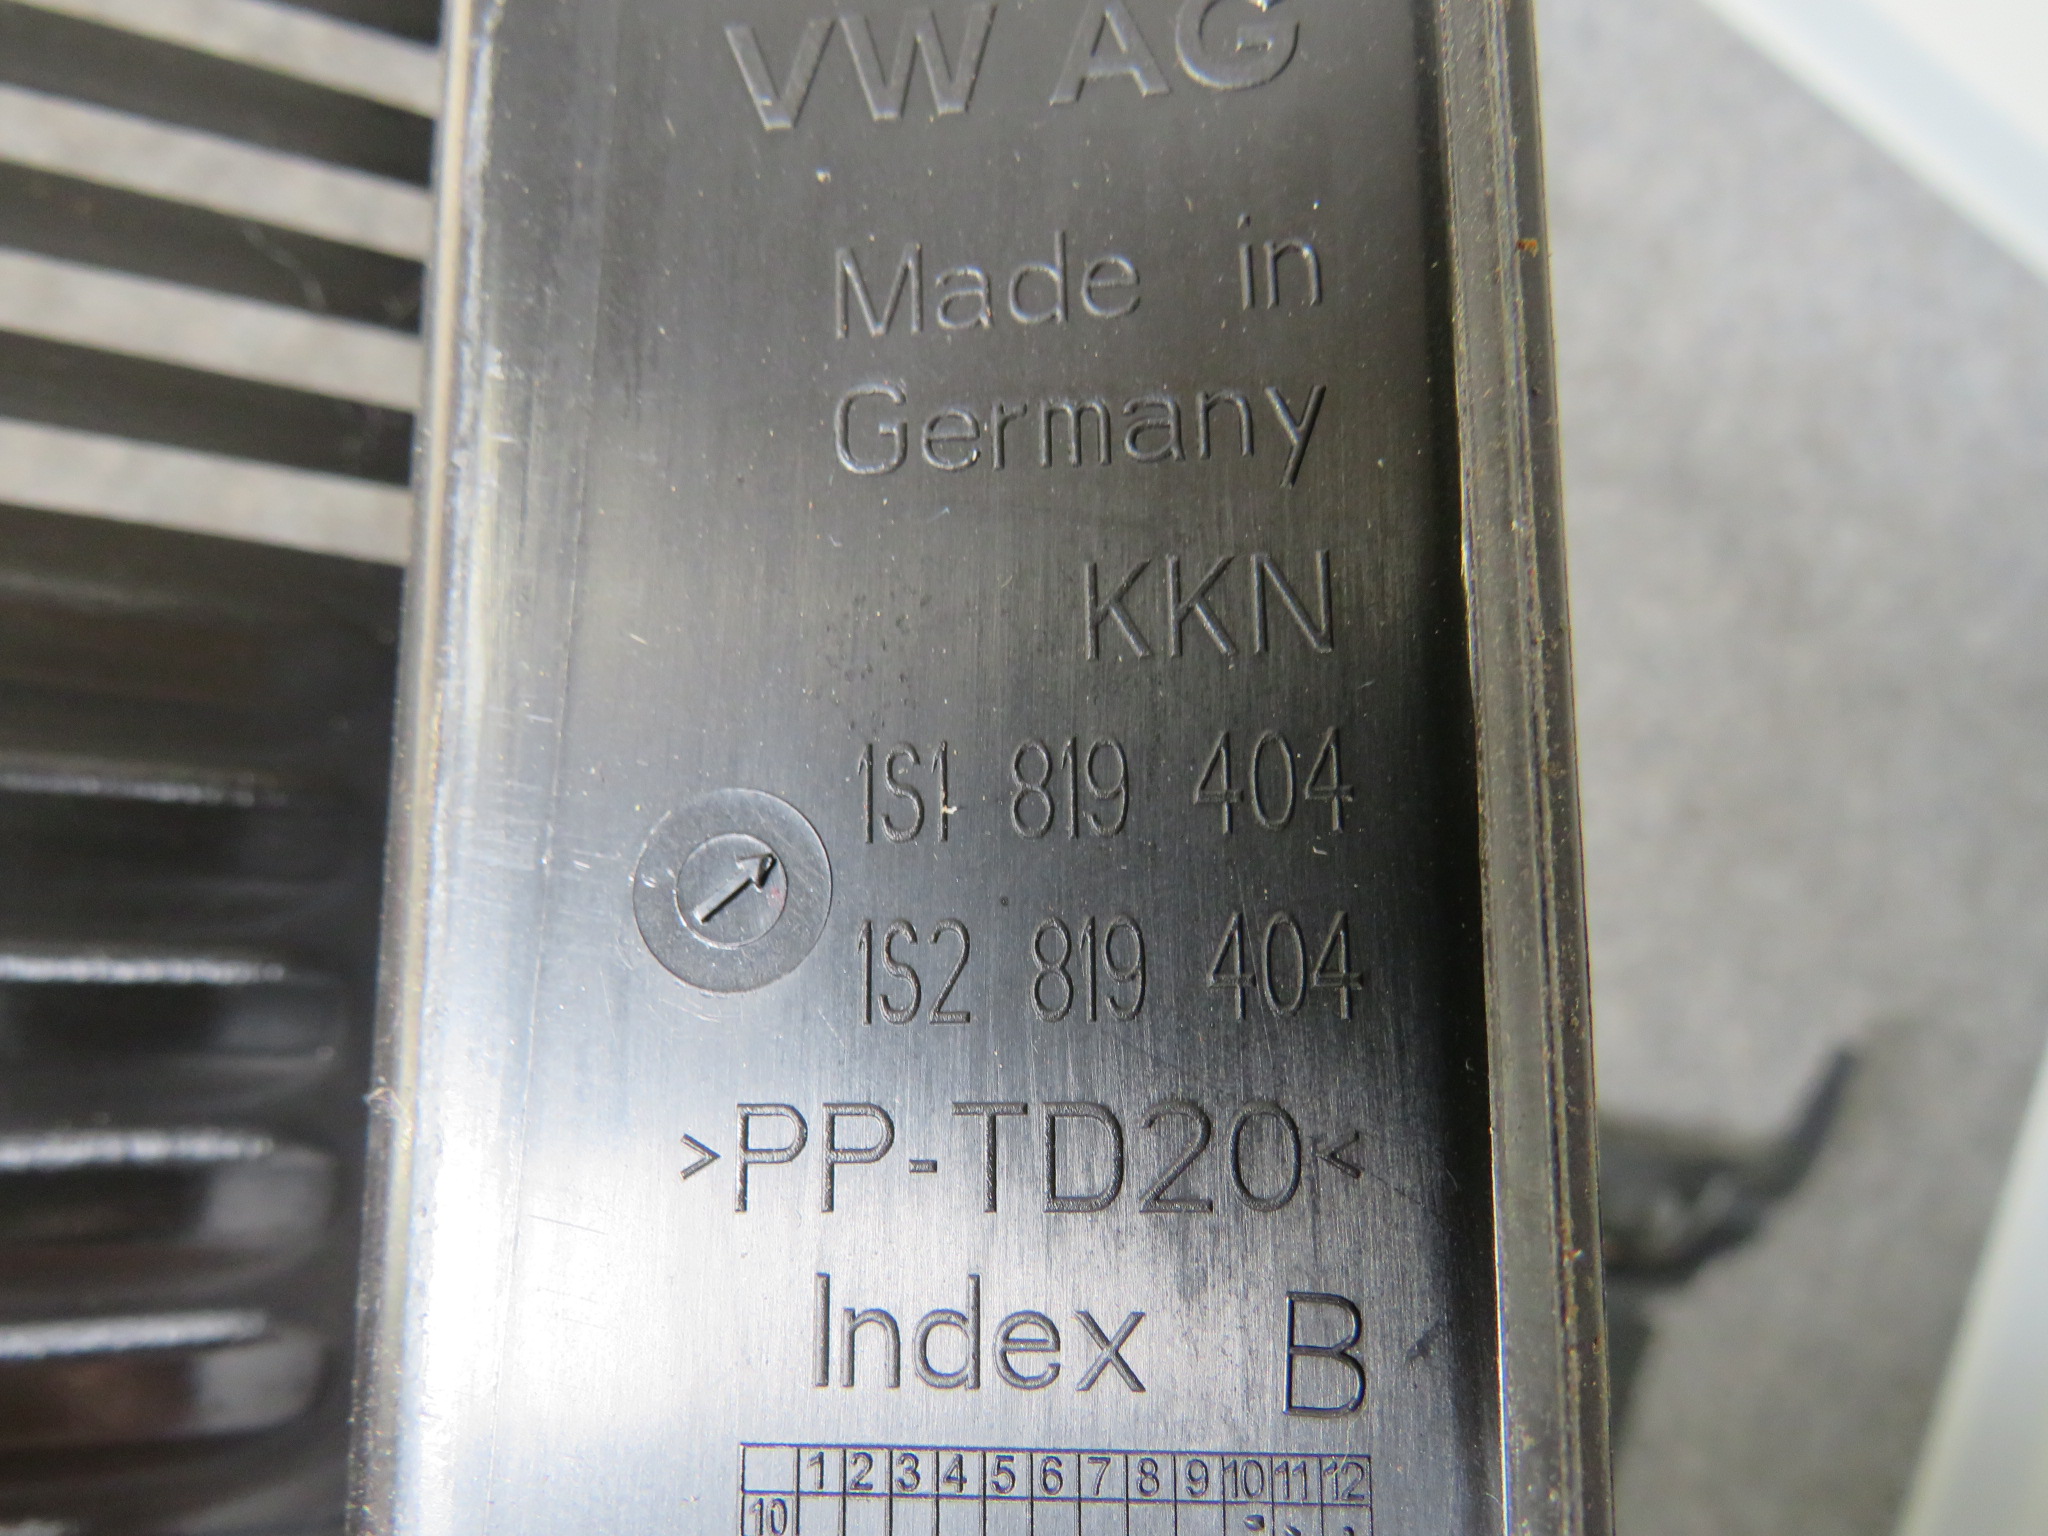 VW AG
Made in
Germany
KKN
1S1 819 404
1S2 819 404
>PP-TD20<
Index B
1 2 3 4 5 6 7 8 9 10 11 12
10